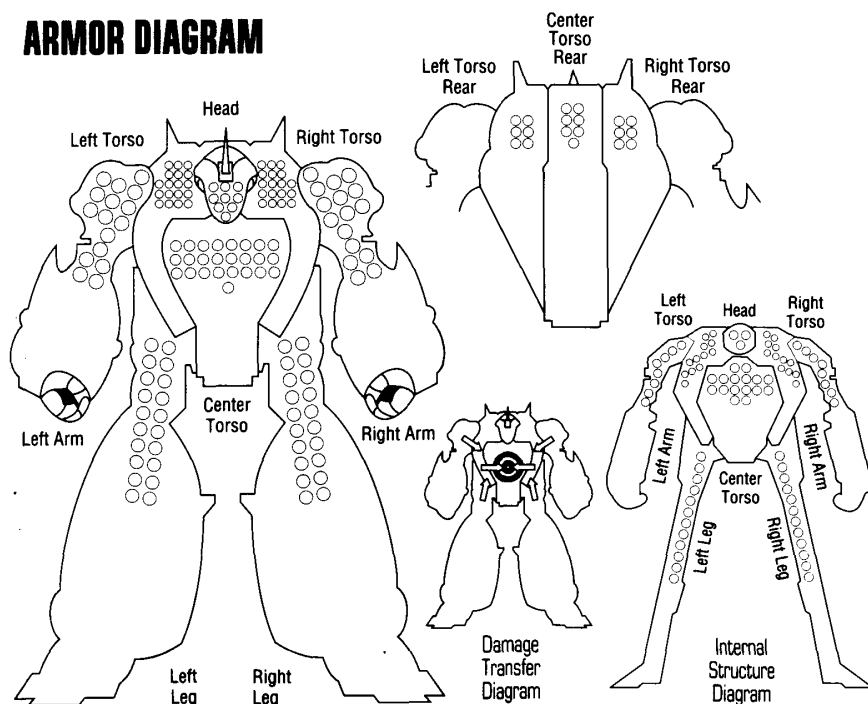 ARMOR DIAGRAM
Head
Left Torso
Right Torso
Left Arm
Center
Torso
Right Arm
Left
Leg
Right
Leg
Center
Torso
Rear
Left Torso
Rear
Right Torso
Rear
Damage
Transfer
Diagram
Left
Torso
Head
Right
Torso
Left Arm
Right Arm
Center
Torso
Left Leg
Right Leg
Internal
Structure
Diagram